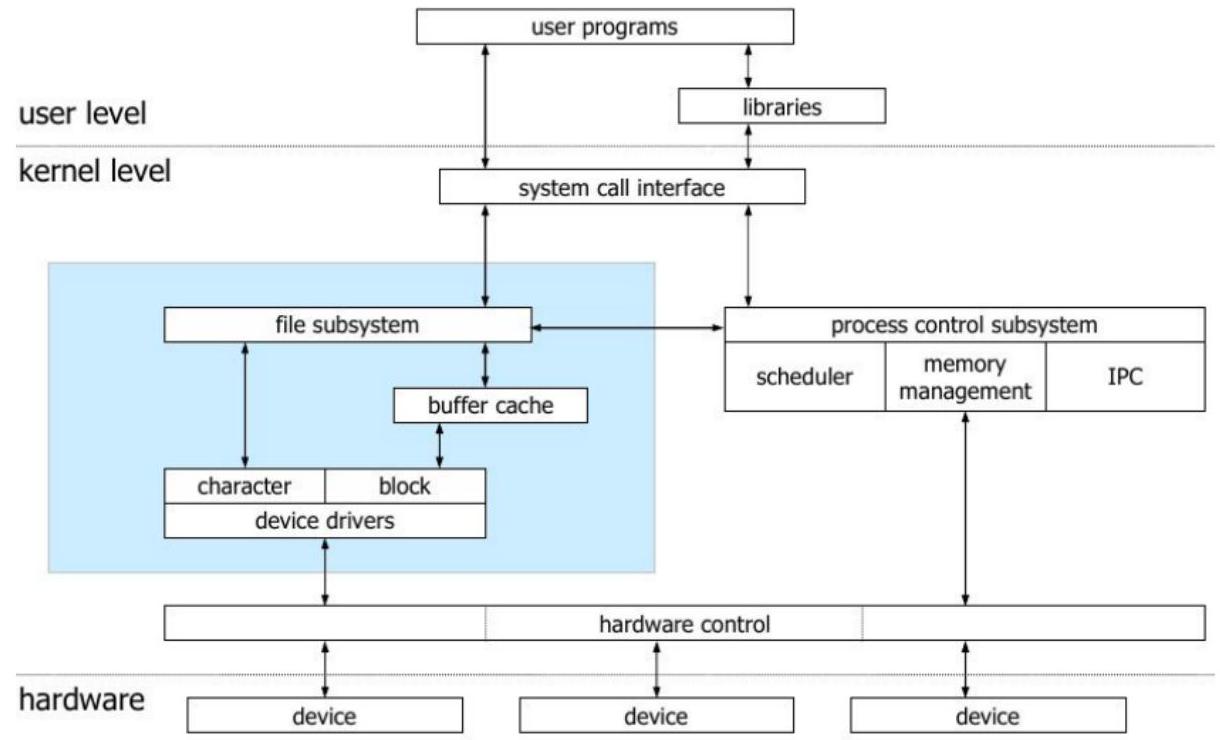 user programs
libraries
user level
kernel level
system call interface
file subsystem
process control subsystem
scheduler
memory
management
IPC
buffer cache
character
block
device drivers
hardware control
hardware
device
device
device